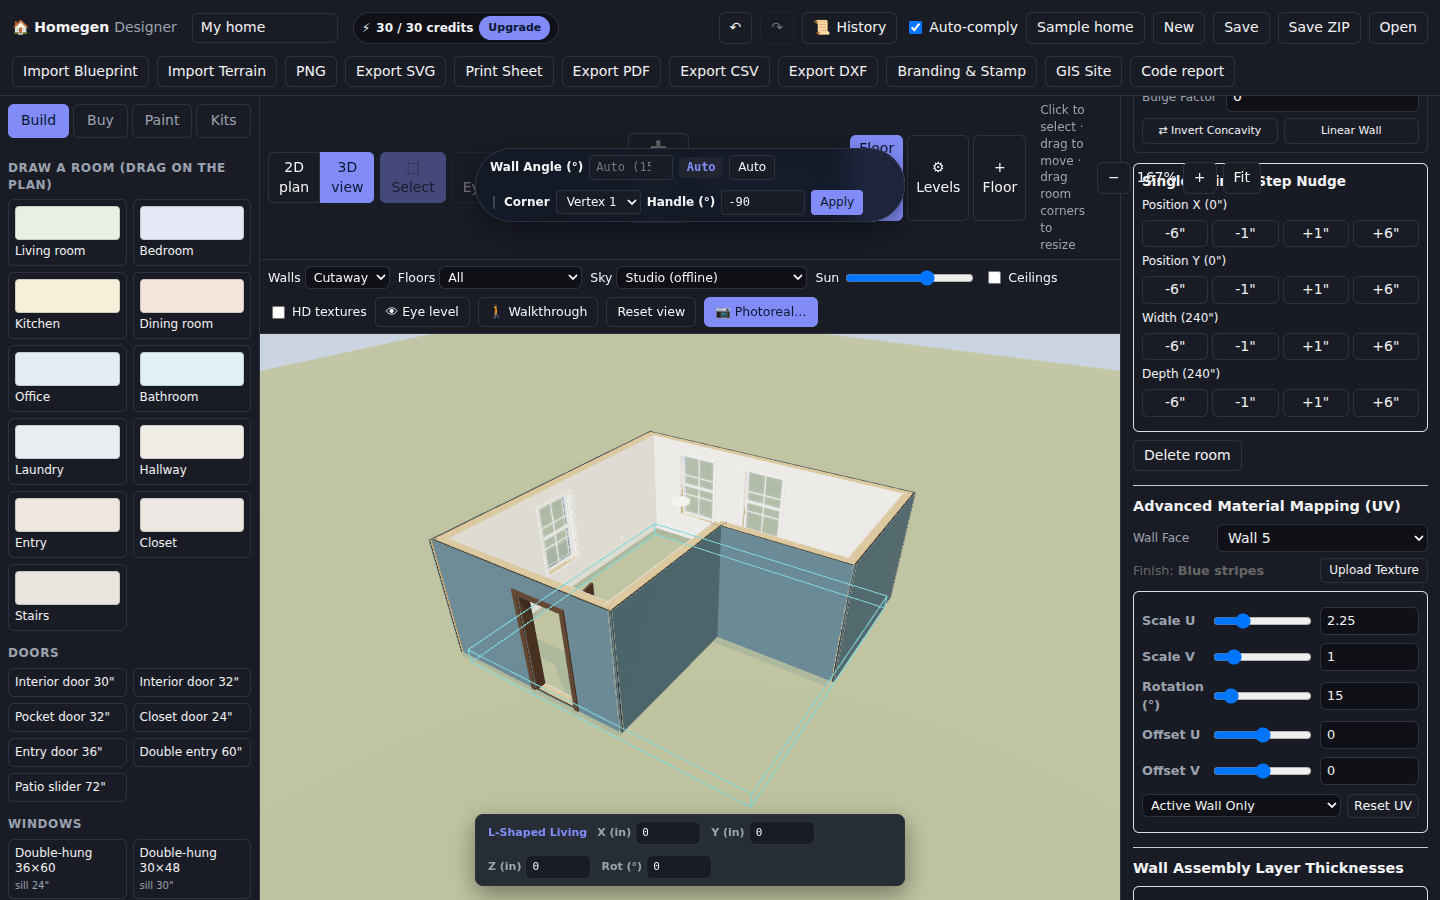 🏠 Homegen Designer
My home
⚡ 30 / 30 credits Upgrade
↶ ↷ 📜 History Auto-comply Sample home New Save Save ZIP Open
Import Blueprint Import Terrain PNG Export SVG Print Sheet Export PDF Export CSV Export DXF Branding & Stamp GIS Site Code report
Build Buy Paint Kits
DRAW A ROOM (DRAG ON THE PLAN)
Living room Bedroom
Kitchen Dining room
Office Bathroom
Laundry Hallway
Entry Closet
Stairs
DOORS
Interior door 30" Interior door 32"
Pocket door 32" Closet door 24"
Entry door 36" Double entry 60"
Patio slider 72"
WINDOWS
Double-hung 36×60 sill 24"
Double-hung 30×48 sill 30"
2D plan 3D view Select
Wall Angle (°) Auto (15 Auto Auto
| Corner Vertex 1 Handle (°) -90 Apply
Floor
⚙ Levels
+ Floor
Click to select · drag to move · drag room corners to resize
− 167% + Fit
Walls Cutaway Floors All Sky Studio (offline) Sun Ceilings
HD textures 👁 Eye level 🚶 Walkthrough Reset view 📷 Photoreal...
L-Shaped Living X (in) 0 Y (in) 0
Z (in) 0 Rot (°) 0
Bulge Factor 0
⇄ Invert Concavity Linear Wall
Step Nudge
Position X (0")
-6" -1" +1" +6"
Position Y (0")
-6" -1" +1" +6"
Width (240")
-6" -1" +1" +6"
Depth (240")
-6" -1" +1" +6"
Delete room
Advanced Material Mapping (UV)
Wall Face Wall 5
Finish: Blue stripes Upload Texture
Scale U 2.25
Scale V 1
Rotation (°) 15
Offset U 0
Offset V 0
Active Wall Only Reset UV
Wall Assembly Layer Thicknesses